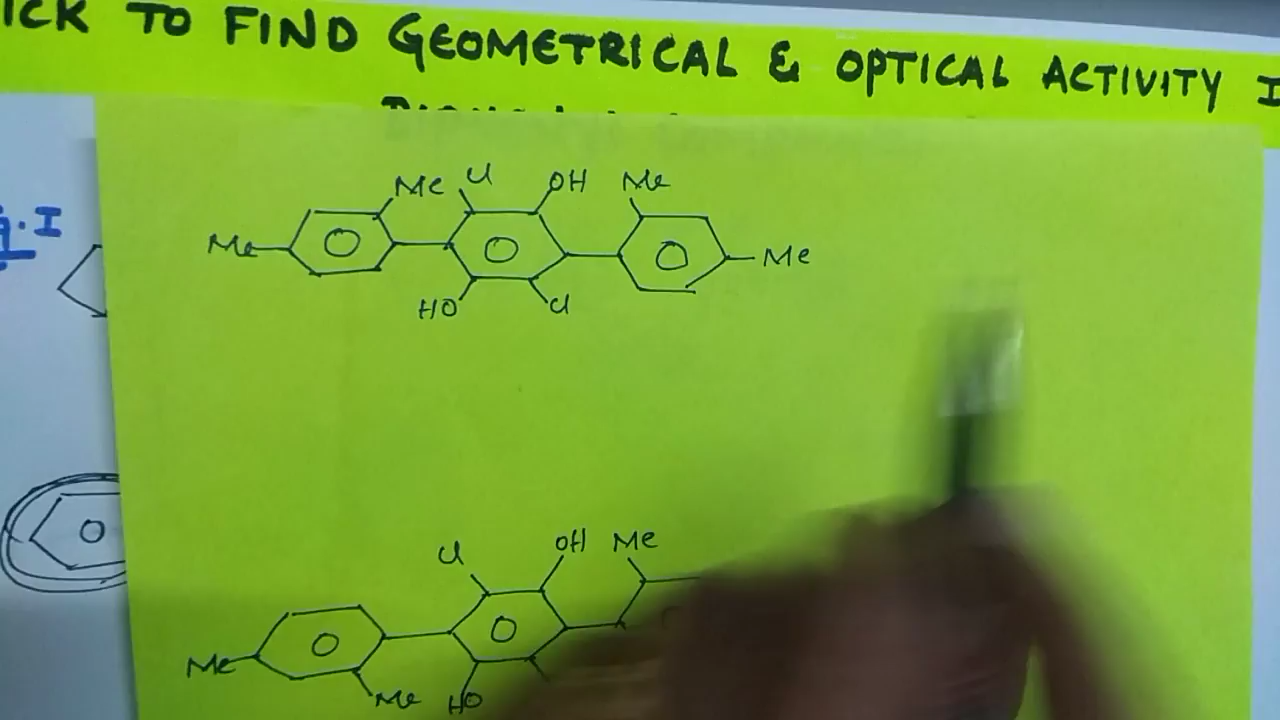 ICK TO FIND GEOMETRICAL & OPTICAL ACTIVITY I
g. I
Me Cl OH Me
Me Me
HO Cl
Cl OH Me
Me
Me HO